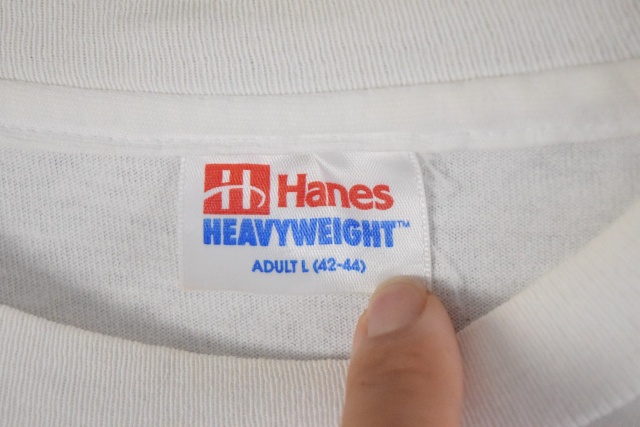 H Hanes
HEAVYWEIGHT™
ADULT L (42-44)